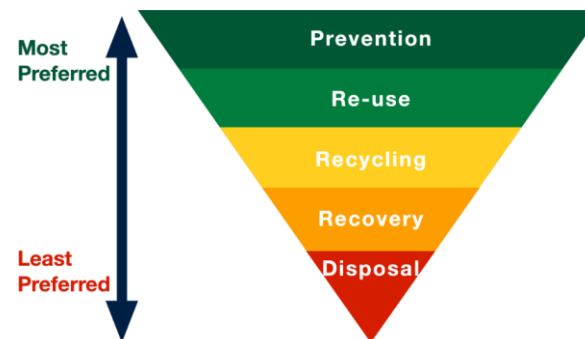 Most
Preferred
Prevention
Re-use
Recycling
Recovery
Disposal
Least
Preferred